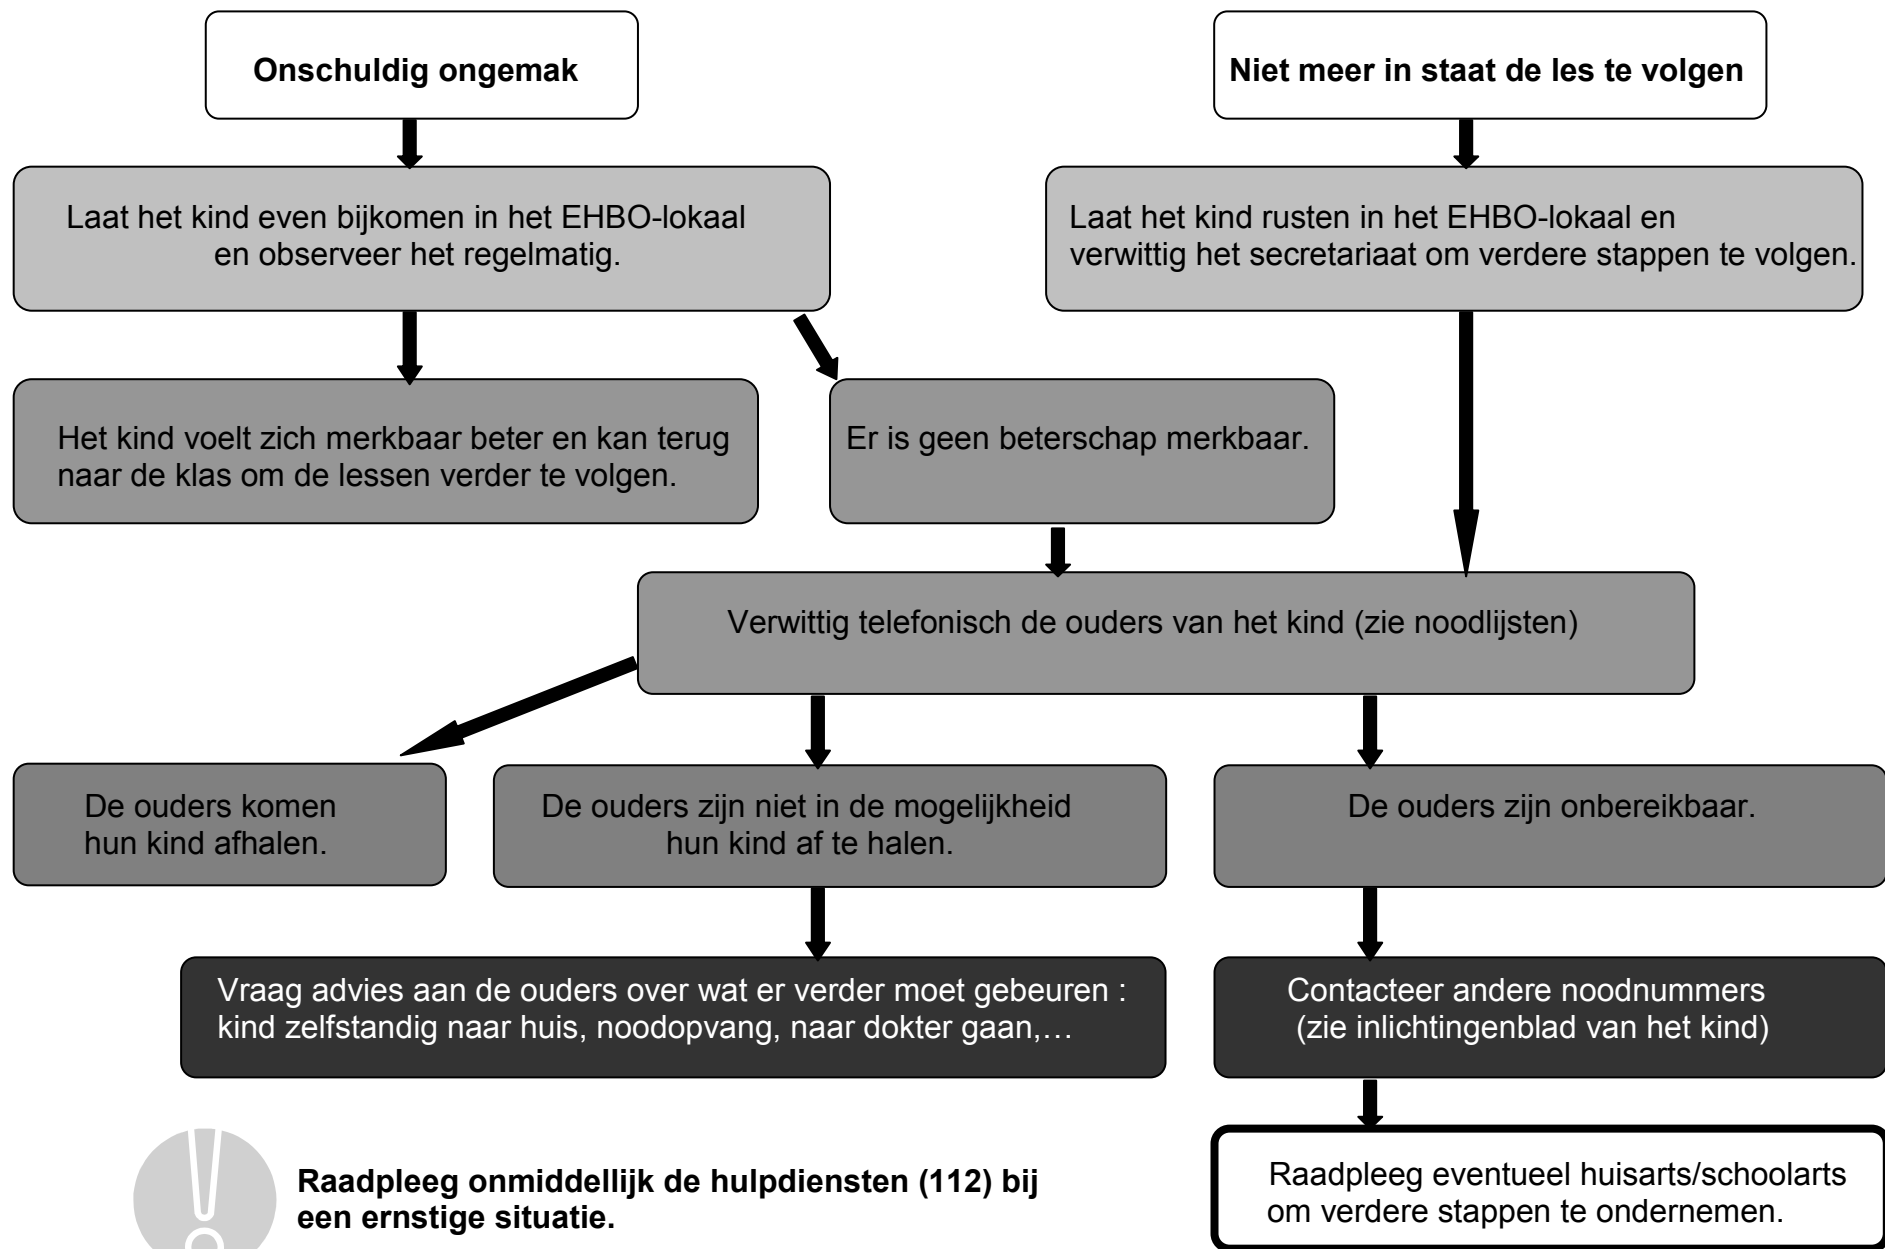 Onschuldig ongemak
Niet meer in staat de les te volgen
Laat het kind even bijkomen in het EHBO-lokaal
en observeer het regelmatig.
Laat het kind rusten in het EHBO-lokaal en
verwittig het secretariaat om verdere stappen te volgen.
Het kind voelt zich merkbaar beter en kan terug
naar de klas om de lessen verder te volgen.
Er is geen beterschap merkbaar.
Verwittig telefonisch de ouders van het kind (zie noodlijsten)
De ouders komen
hun kind afhalen.
De ouders zijn niet in de mogelijkheid
hun kind af te halen.
De ouders zijn onbereikbaar.
Vraag advies aan de ouders over wat er verder moet gebeuren :
kind zelfstandig naar huis, noodopvang, naar dokter gaan,…
Contacteer andere noodnummers
(zie inlichtingenblad van het kind)
Raadpleeg onmiddellijk de hulpdiensten (112) bij
een ernstige situatie.
Raadpleeg eventueel huisarts/schoolarts
om verdere stappen te ondernemen.